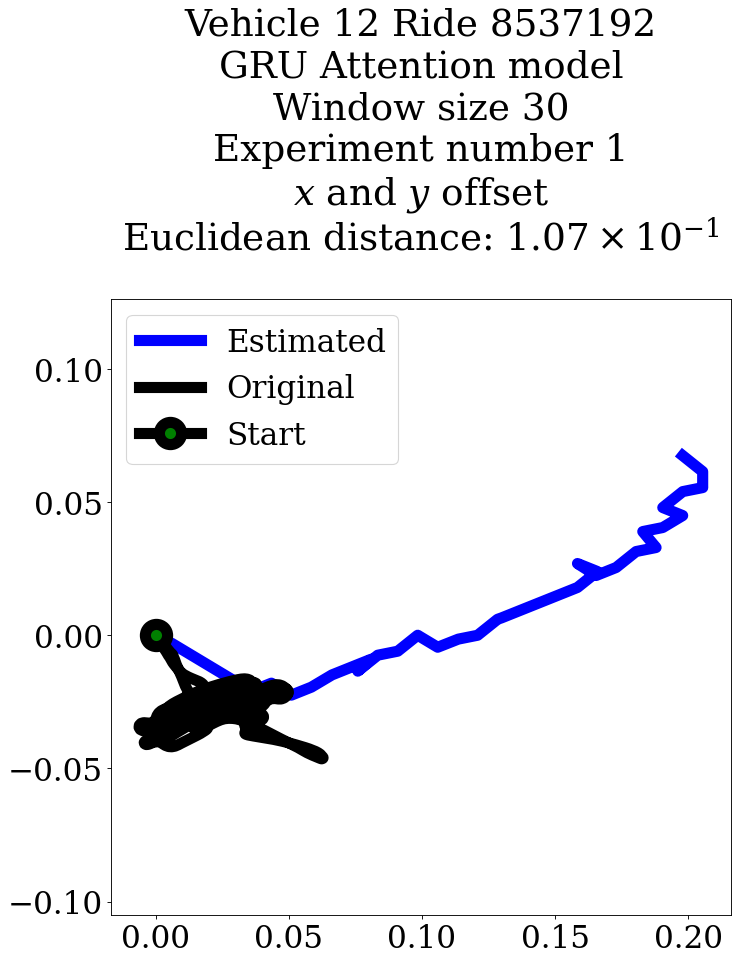 Vehicle 12 Ride 8537192
GRU Attention model
Window size 30
Experiment number 1
x and y offset
Euclidean distance: 1.07 × 10⁻¹
Estimated
Original
Start
0.10
0.05
0.00
−0.05
−0.10
0.00 0.05 0.10 0.15 0.20